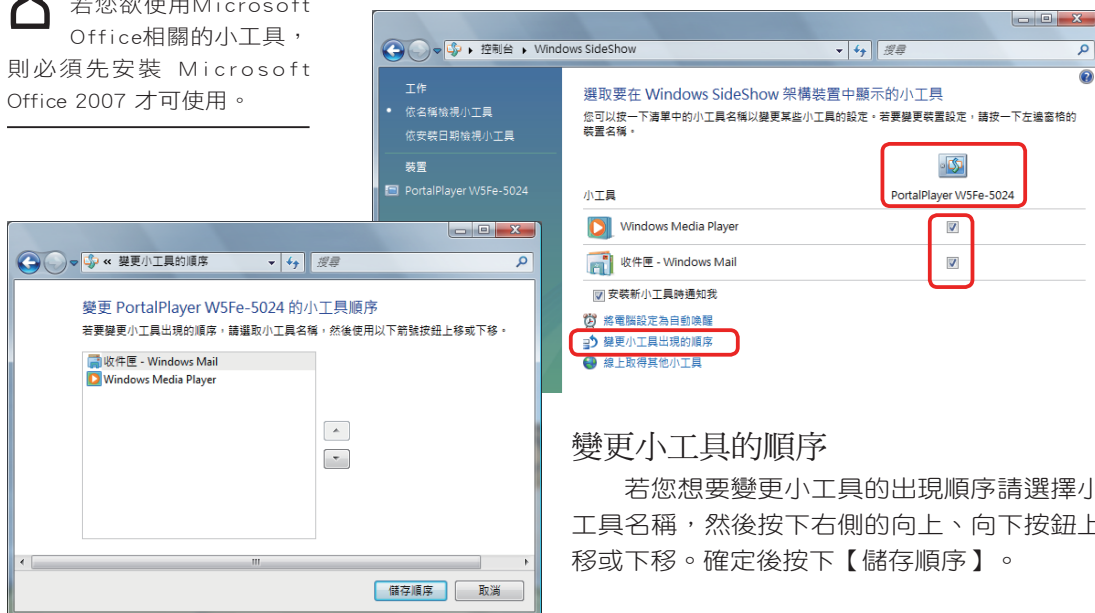 若您欲使用Microsoft
Office相關的小工具，
則必須先安裝 Microsoft
Office 2007 才可使用。
控制台 ▸ Windows SideShow
搜尋
工作
依名稱檢視小工具
依安裝日期檢視小工具
裝置
PortalPlayer W5Fe-5024
選取要在 Windows SideShow 架構裝置中顯示的小工具
您可以按一下清單中的小工具名稱以變更某些小工具的設定。若要變更裝置設定，請按一下左邊窗格的
裝置名稱。
小工具
PortalPlayer W5Fe-5024
Windows Media Player
收件匣 - Windows Mail
安裝新小工具時通知我
將電腦設定為自動喚醒
變更小工具出現的順序
線上取得其他小工具
« 變更小工具的順序
搜尋
變更 PortalPlayer W5Fe-5024 的小工具順序
若要變更小工具出現的順序，請選取小工具名稱，然後使用以下箭號按鈕上移或下移。
收件匣 - Windows Mail
Windows Media Player
儲存順序
取消
變更小工具的順序
若您想要變更小工具的出現順序請選擇小
工具名稱，然後按下右側的向上、向下按鈕上
移或下移。確定後按下【儲存順序】。